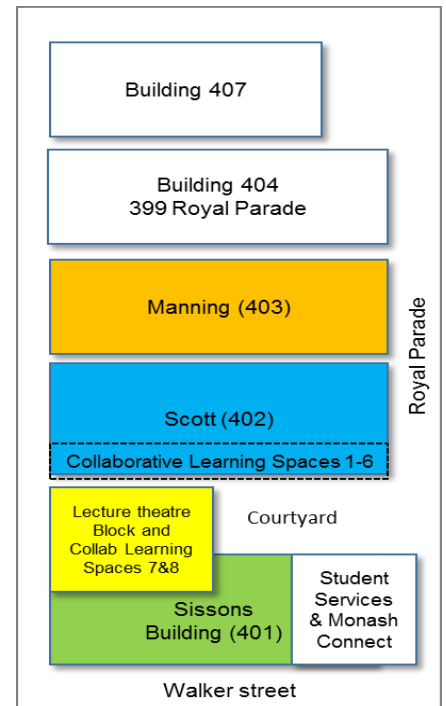 Building 407
Building 404
399 Royal Parade
Manning (403)
Royal Parade
Scott (402)
Collaborative Learning Spaces 1-6
Lecture theatre
Block and
Collab Learning
Spaces 7&8
Courtyard
Sissons
Building (401)
Student
Services
& Monash
Connect
Walker street